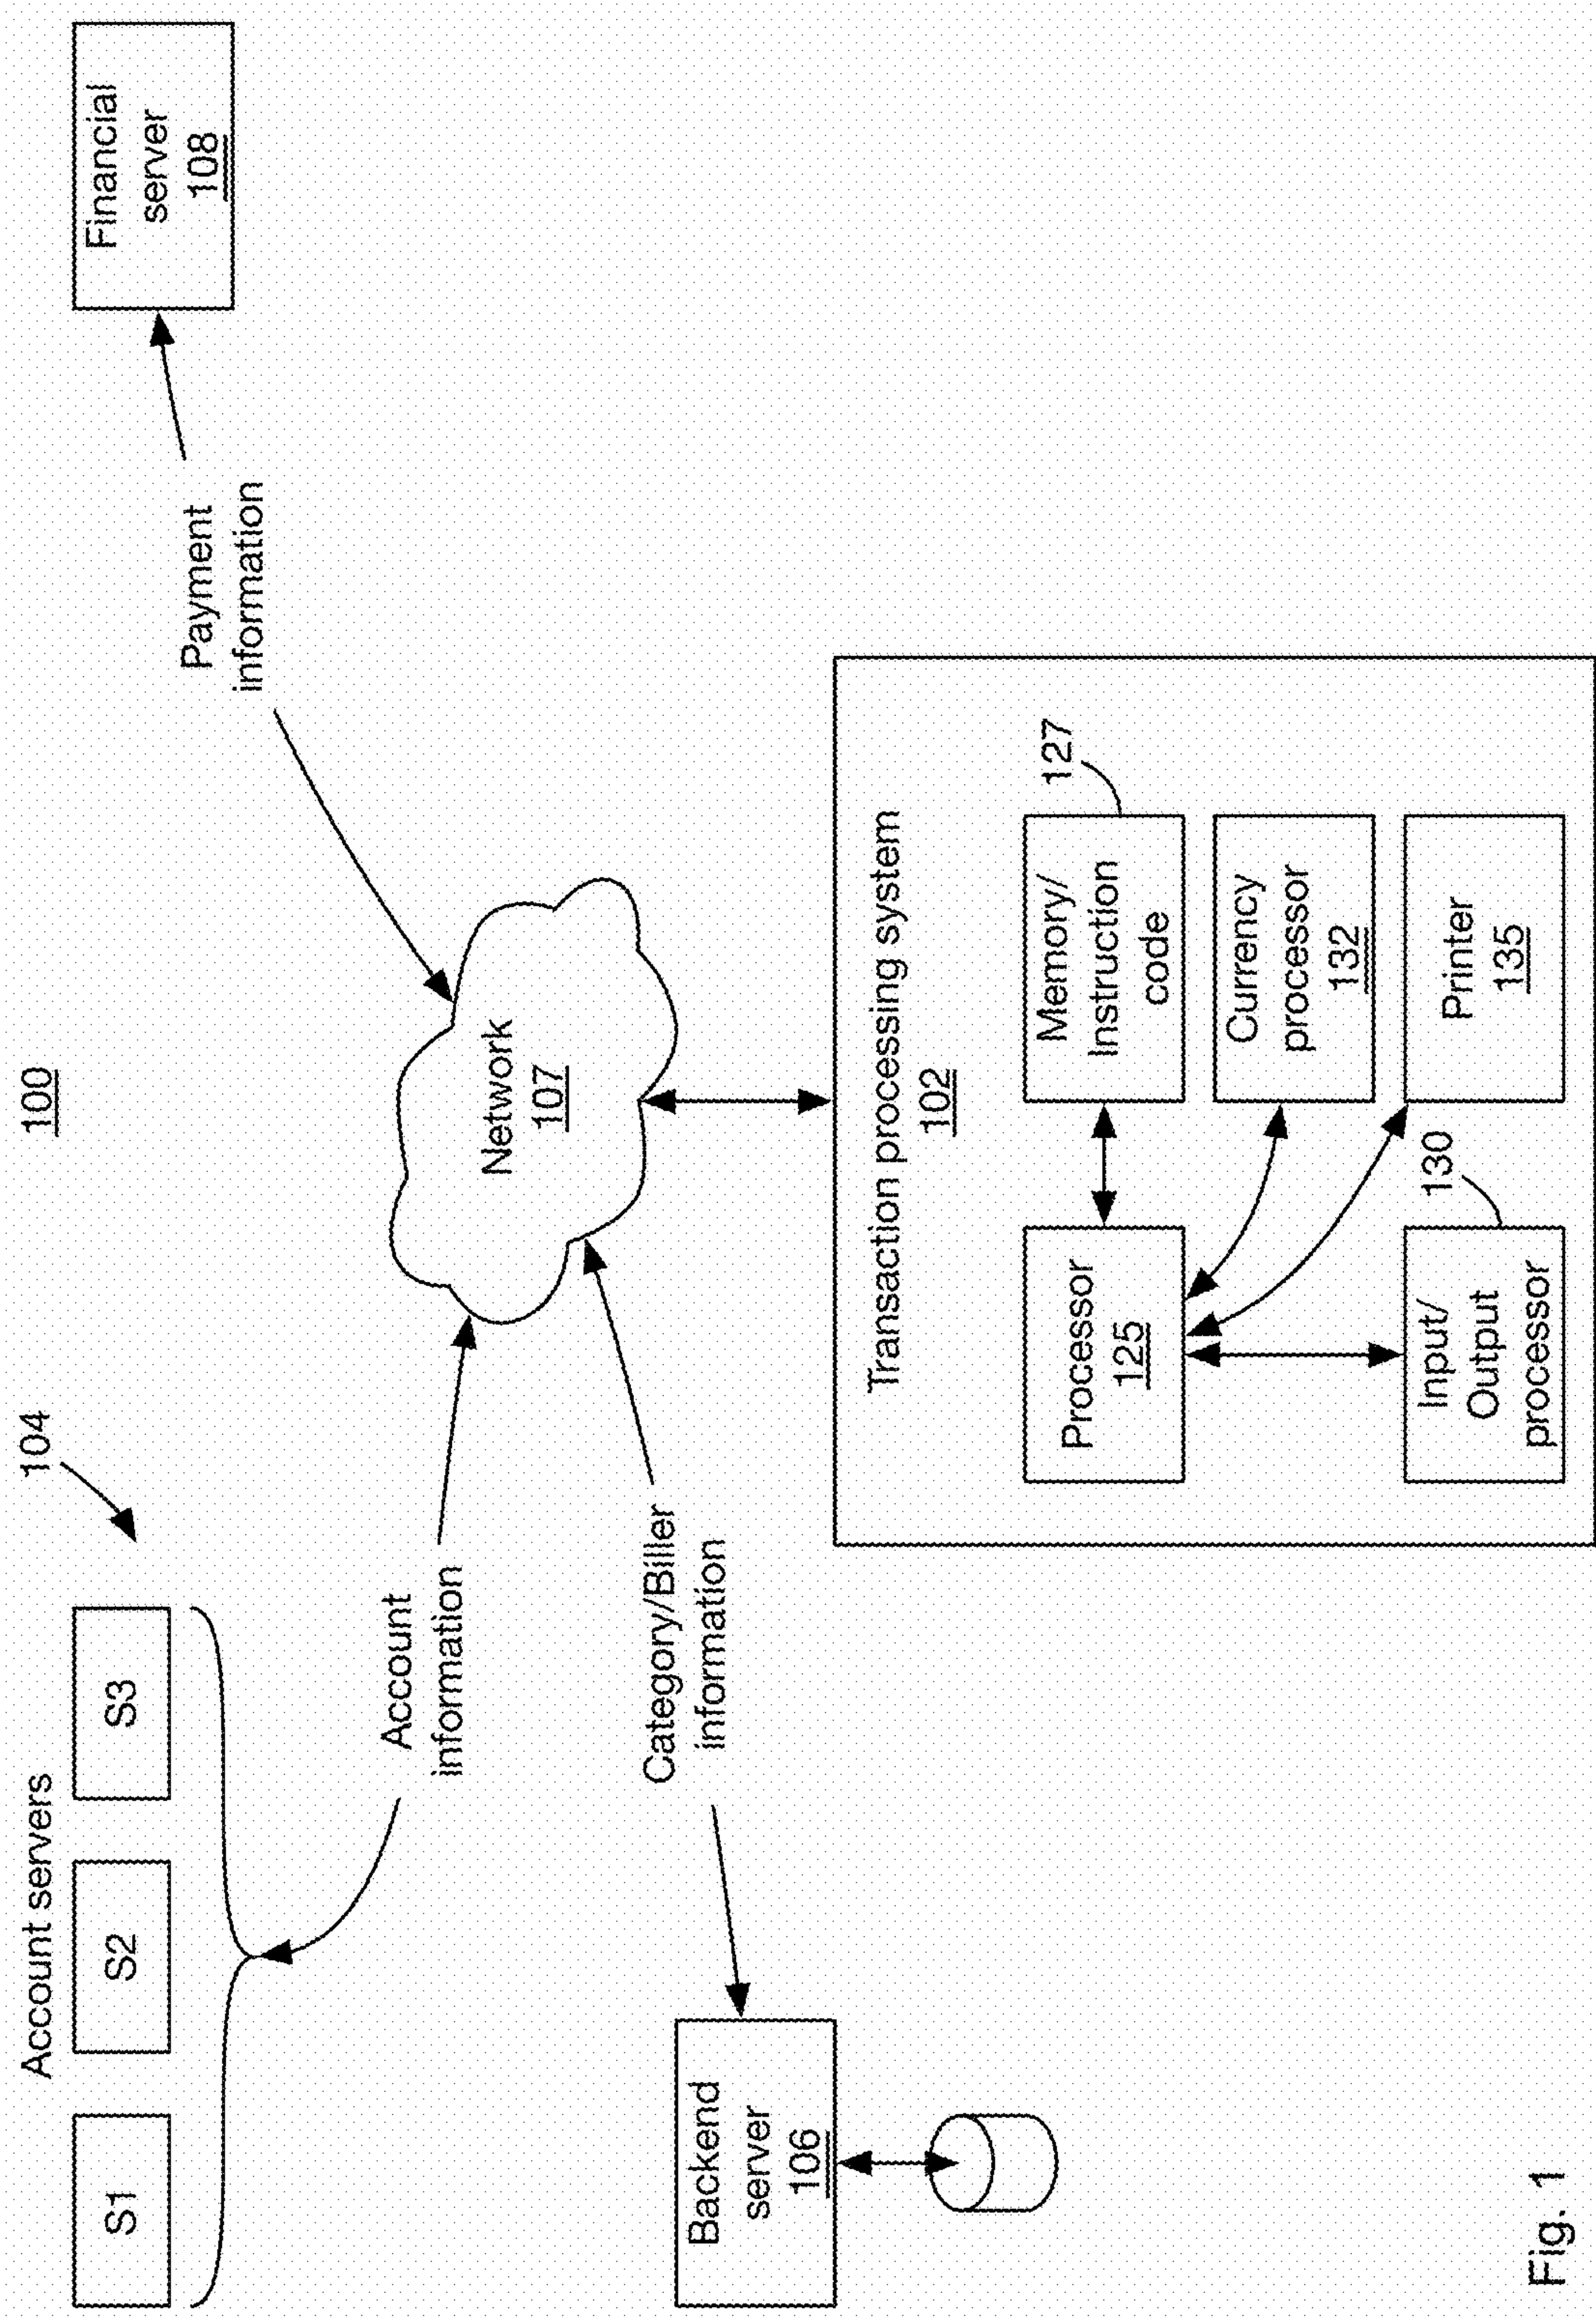 100
Account servers
104
S1
S2
S3
Financial
server
108
Payment
information
Account
information
Network
107
Category/Biller
information
Backend
server
106
Transaction processing system
102
Processor
125
Memory/
Instruction
code
127
Currency
processor
132
Input/
Output
processor
130
Printer
135
Fig. 1